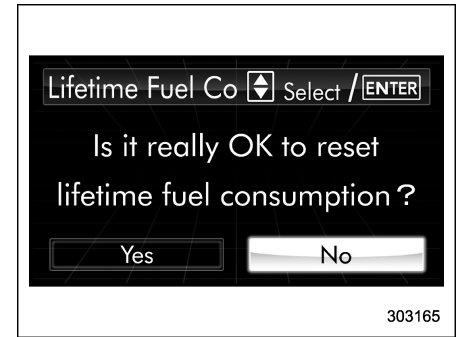 Lifetime Fuel Co Select / ENTER
Is it really OK to reset
lifetime fuel consumption?
Yes No
303165